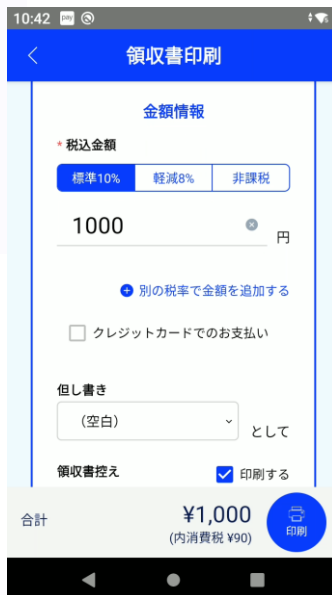 10:42 pay
領収書印刷
金額情報
* 税込金額
標準10% 軽減8% 非課税
1000 円
別の税率で金額を追加する
クレジットカードでのお支払い
但し書き
（空白） として
領収書控え 印刷する
合計 ¥1,000
(内消費税 ¥90)
印刷